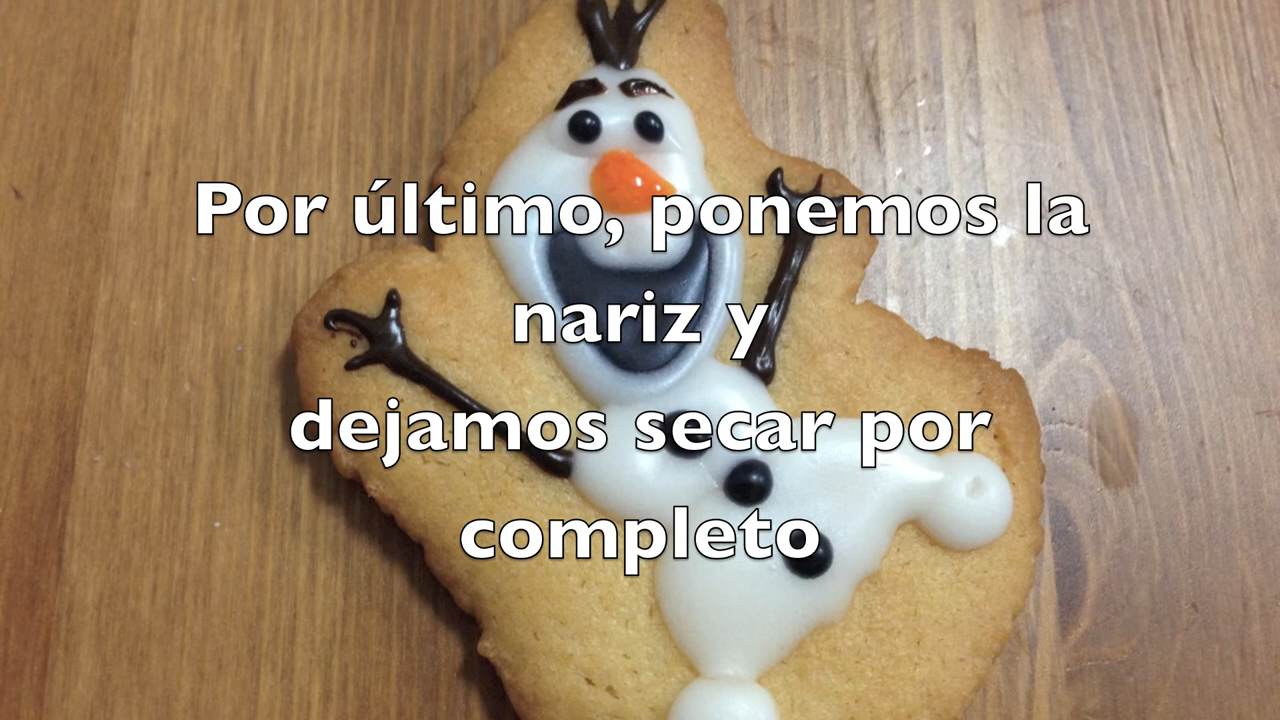 Por último, ponemos la
nariz y
dejamos secar por
completo